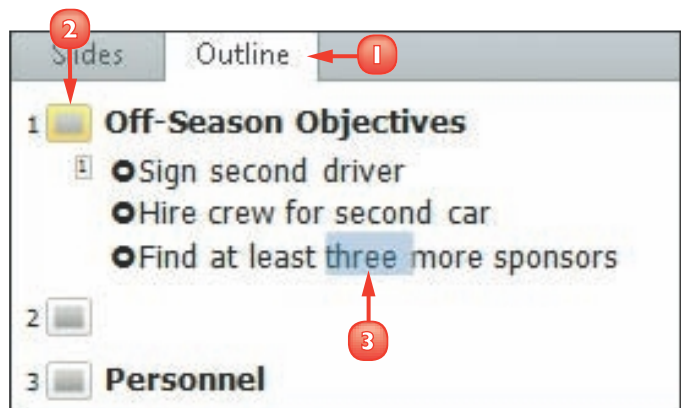 2
Slides Outline 1
1 Off-Season Objectives
1 Sign second driver
Hire crew for second car
Find at least three more sponsors
2
3
3 Personnel